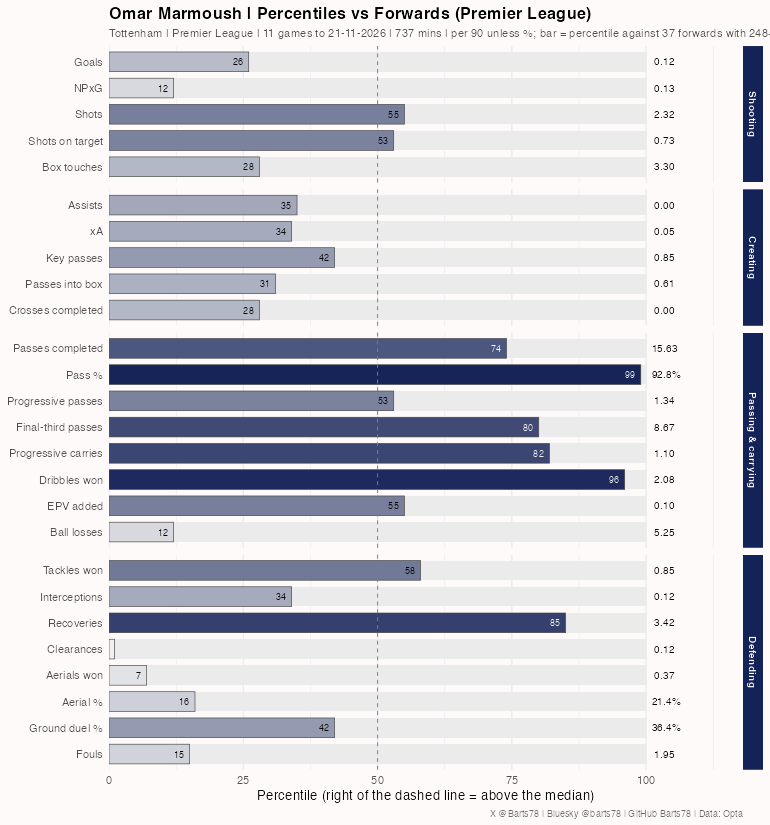 Omar Marmoush | Percentiles vs Forwards (Premier League)
Tottenham | Premier League | 11 games to 21-11-2026 | 737 mins | per 90 unless %; bar = percentile against 37 forwards with 248-
Goals 26 0.12
NPxG 12 0.13
Shots 55 2.32
Shots on target 53 0.73
Box touches 28 3.30
Shooting
Assists 35 0.00
xA 34 0.05
Key passes 42 0.85
Passes into box 31 0.61
Crosses completed 28 0.00
Creating
Passes completed 74 15.63
Pass % 99 92.8%
Progressive passes 53 1.34
Final-third passes 80 8.67
Progressive carries 82 1.10
Dribbles won 96 2.08
EPV added 55 0.10
Ball losses 12 5.25
Passing & carrying
Tackles won 58 0.85
Interceptions 34 0.12
Recoveries 85 3.42
Clearances 0.12
Aerials won 7 0.37
Aerial % 16 21.4%
Ground duel % 42 36.4%
Fouls 15 1.95
Defending
0 25 50 75 100
Percentile (right of the dashed line = above the median)
X @Barts78 | Bluesky @barts78 | GitHub Barts78 | Data: Opta